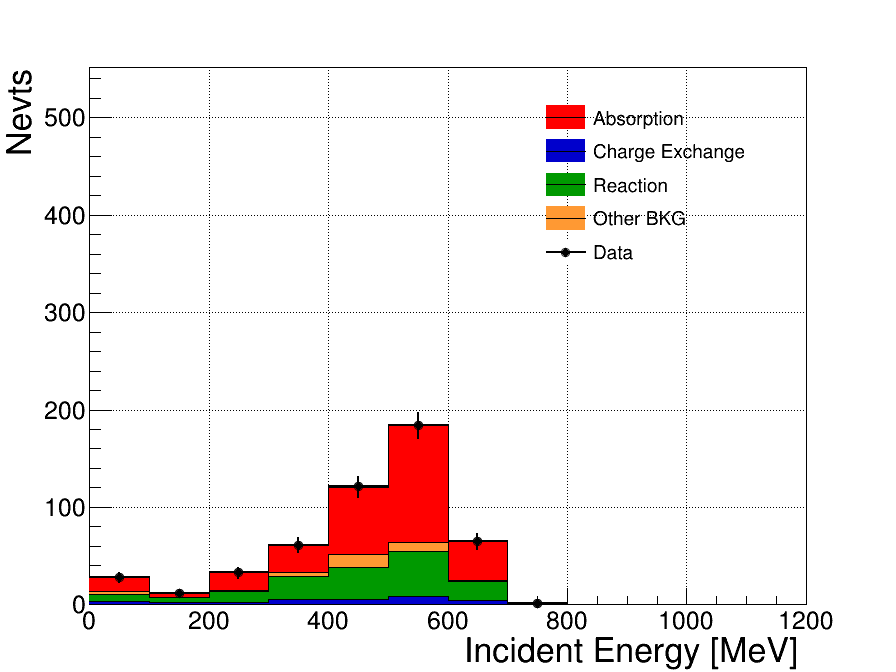 Nevts
500
400
300
200
100
0
0 200 400 600 800 1000 1200
Incident Energy [MeV]
Absorption
Charge Exchange
Reaction
Other BKG
Data